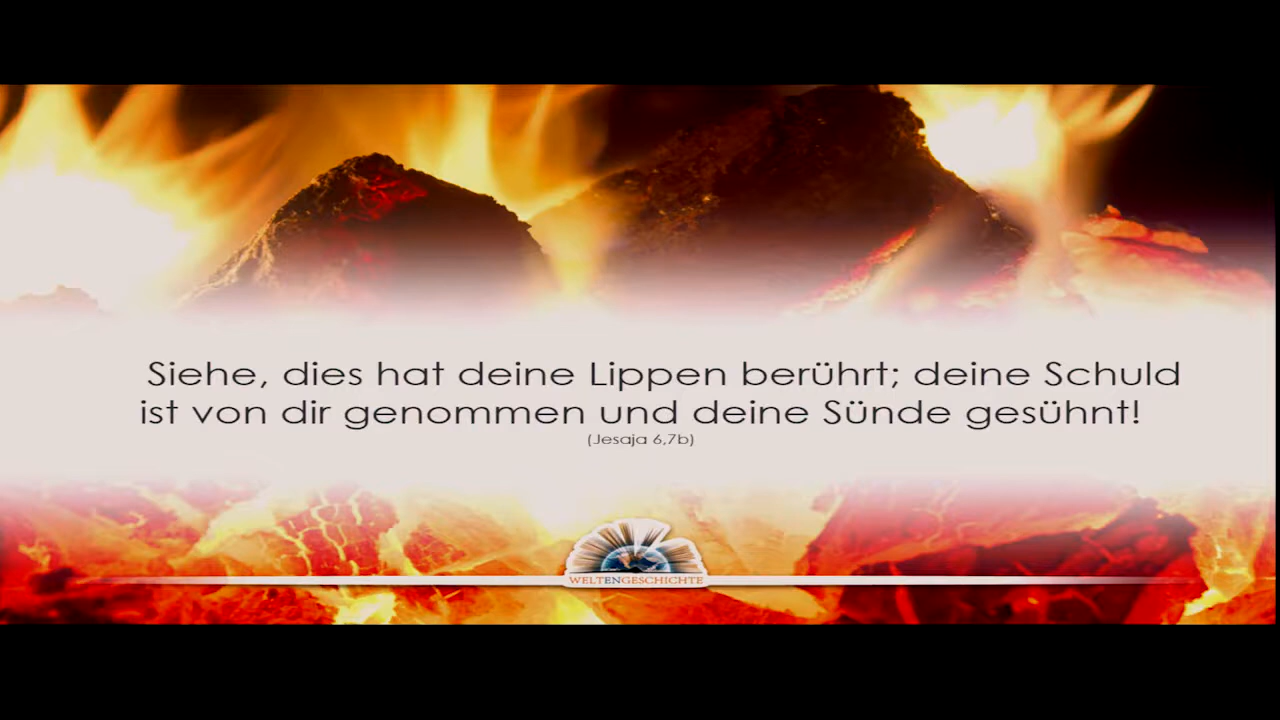 Siehe, dies hat deine Lippen berührt; deine Schuld
ist von dir genommen und deine Sünde gesühnt!
(Jesaja 6,7b)
WELTENGESCHICHTE